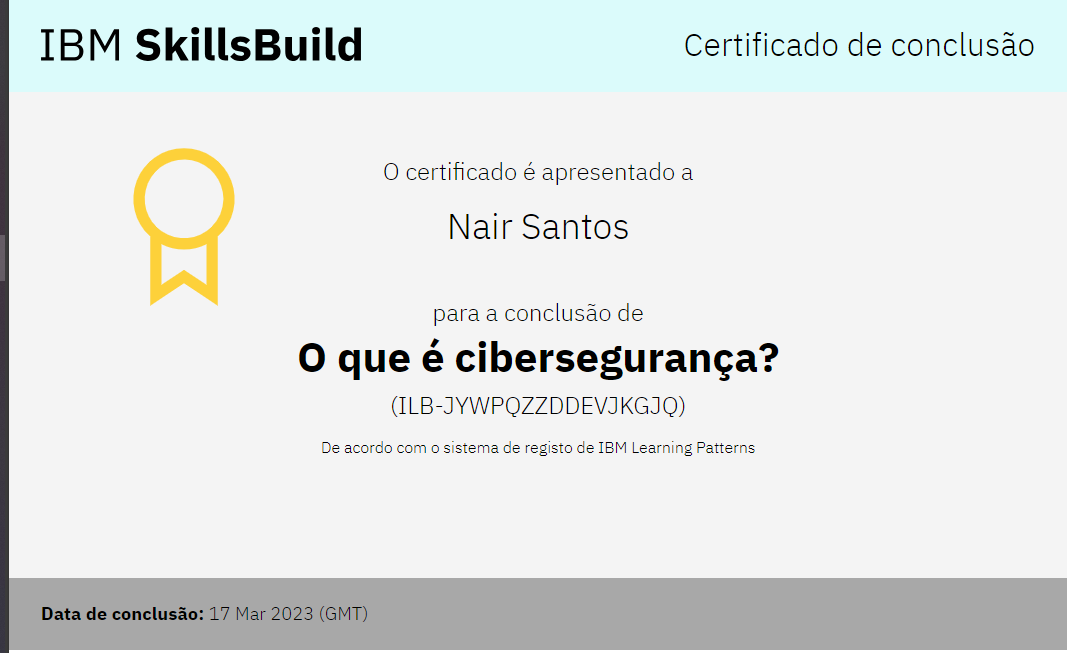 IBM SkillsBuild
Certificado de conclusão
O certificado é apresentado a
Nair Santos
para a conclusão de
O que é cibersegurança?
(ILB-JYWPQZZDDEVJKGJQ)
De acordo com o sistema de registo de IBM Learning Patterns
Data de conclusão: 17 Mar 2023 (GMT)